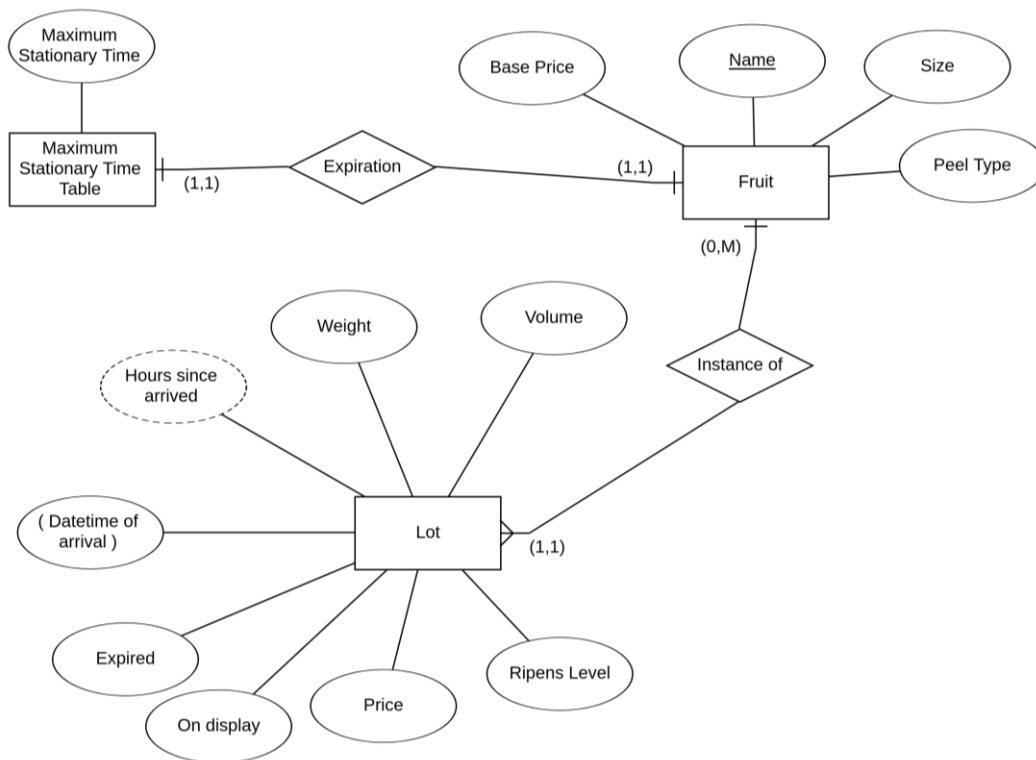 Maximum
Stationary Time
Base Price
Name
Size
Maximum
Stationary Time
Table
(1,1)
Expiration
(1,1)
Fruit
Peel Type
(0,M)
Weight
Volume
Hours since
arrived
Instance of
( Datetime of
arrival )
Lot
(1,1)
Expired
On display
Price
Ripens Level